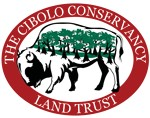 THE CIBOLO CONSERVANCY
LAND TRUST